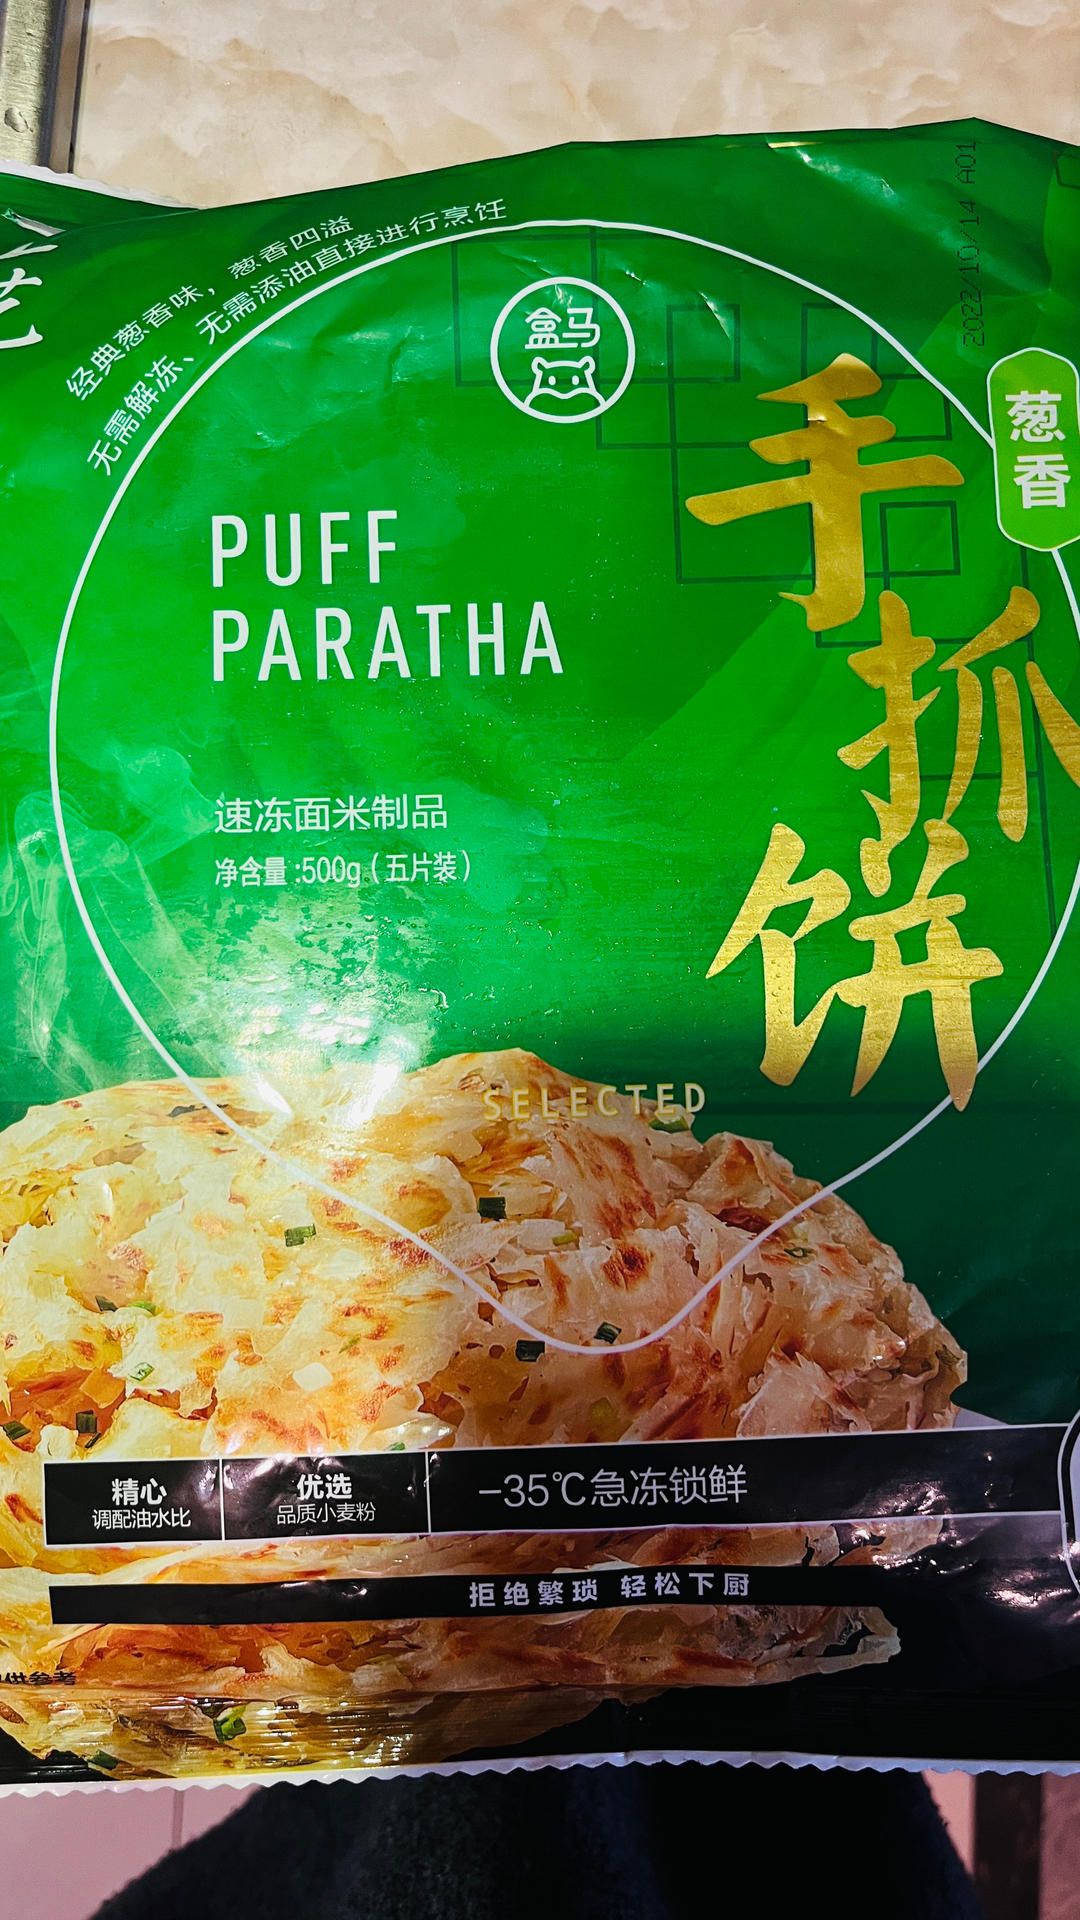 2022/10/14 A01
经典葱香味，葱香四溢
无需解冻、无需添油直接进行烹饪
盒马
葱香
手抓饼
PUFF
PARATHA
速冻面米制品
净含量:500g（五片装）
SELECTED
精心
调配油水比
优选
品质小麦粉
-35℃急冻锁鲜
拒绝繁琐 轻松下厨
供参考